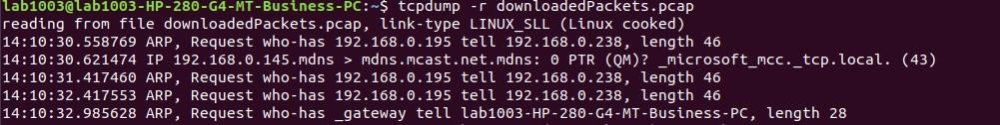 lab1003@lab1003-HP-280-G4-MT-Business-PC:~$ tcpdump -r downloadedPackets.pcap
reading from file downloadedPackets.pcap, link-type LINUX_SLL (Linux cooked)
14:10:30.558769 ARP, Request who-has 192.168.0.195 tell 192.168.0.238, length 46
14:10:30.621474 IP 192.168.0.145.mdns > mdns.mcast.net.mdns: 0 PTR (QM)? _microsoft_mcc._tcp.local. (43)
14:10:31.417460 ARP, Request who-has 192.168.0.195 tell 192.168.0.238, length 46
14:10:32.417553 ARP, Request who-has 192.168.0.195 tell 192.168.0.238, length 46
14:10:32.985628 ARP, Request who-has _gateway tell lab1003-HP-280-G4-MT-Business-PC, length 28